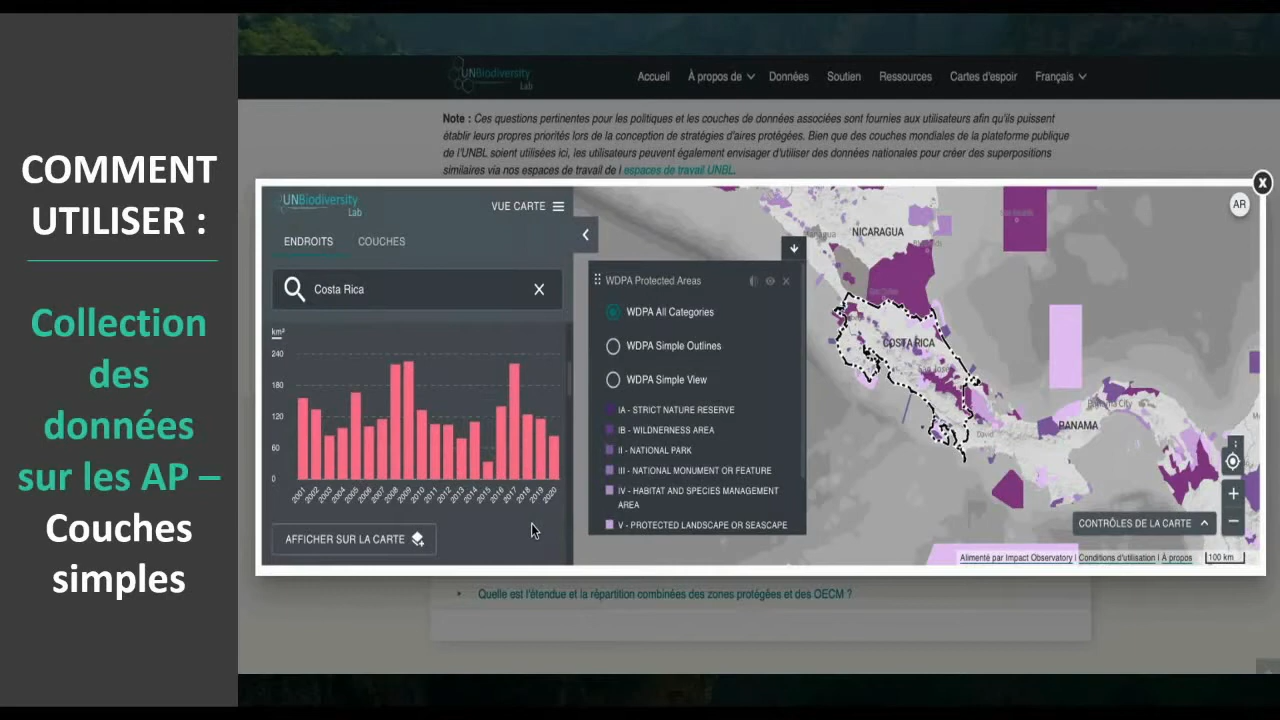 COMMENT
UTILISER :
Collection
des
données
sur les AP –
Couches
simples
UNBiodiversity
Lab
Accueil
À propos de
Données
Soutien
Ressources
Cartes d'espoir
Français
Note : Ces questions pertinentes pour les politiques et les couches de données associées sont fournies aux utilisateurs afin qu'ils puissent
établir leurs propres priorités lors de la conception de stratégies d'aires protégées. Bien que des couches mondiales de la plateforme publique
de l'UNBL soient utilisées ici, les utilisateurs peuvent également envisager d'utiliser des données nationales pour créer des superpositions
similaires via nos espaces de travail de l espaces de travail UNBL.
X
UNBiodiversity
Lab
VUE CARTE
ENDROITS
COUCHES
Costa Rica
km²
240
180
120
60
0
2001 2002 2003 2004 2005 2006 2007 2008 2009 2010 2011 2012 2013 2014 2015 2016 2017 2018 2019 2020
AFFICHER SUR LA CARTE
WDPA Protected Areas
WDPA All Categories
WDPA Simple Outlines
WDPA Simple View
IA - STRICT NATURE RESERVE
IB - WILDNERNESS AREA
II - NATIONAL PARK
III - NATIONAL MONUMENT OR FEATURE
IV - HABITAT AND SPECIES MANAGEMENT
AREA
V - PROTECTED LANDSCAPE OR SEASCAPE
AR
NICARAGUA
Managua
COSTA RICA
San José
David
Panama City
PANAMA
CONTRÔLES DE LA CARTE
Alimenté par Impact Observatory | Conditions d'utilisation | À propos
100 km
Quelle est l'étendue et la répartition combinées des zones protégées et des OECM ?